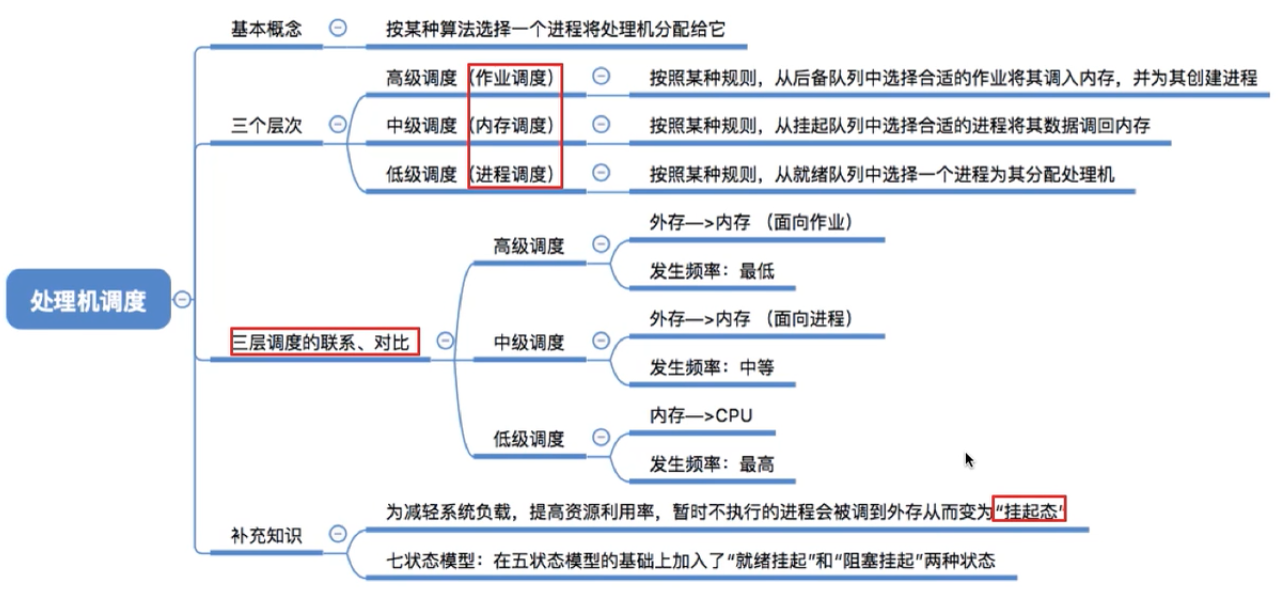 基本概念
按某种算法选择一个进程将处理机分配给它
高级调度（作业调度）
按照某种规则，从后备队列中选择合适的作业将其调入内存，并为其创建进程
三个层次
中级调度（内存调度）
按照某种规则，从挂起队列中选择合适的进程将其数据调回内存
低级调度（进程调度）
按照某种规则，从就绪队列中选择一个进程为其分配处理机
处理机调度
三层调度的联系、对比
高级调度
外存—>内存 （面向作业）
发生频率：最低
中级调度
外存—>内存 （面向进程）
发生频率：中等
低级调度
内存—>CPU
发生频率：最高
补充知识
为减轻系统负载，提高资源利用率，暂时不执行的进程会被调到外存从而变为“挂起态”
七状态模型：在五状态模型的基础上加入了“就绪挂起”和“阻塞挂起”两种状态